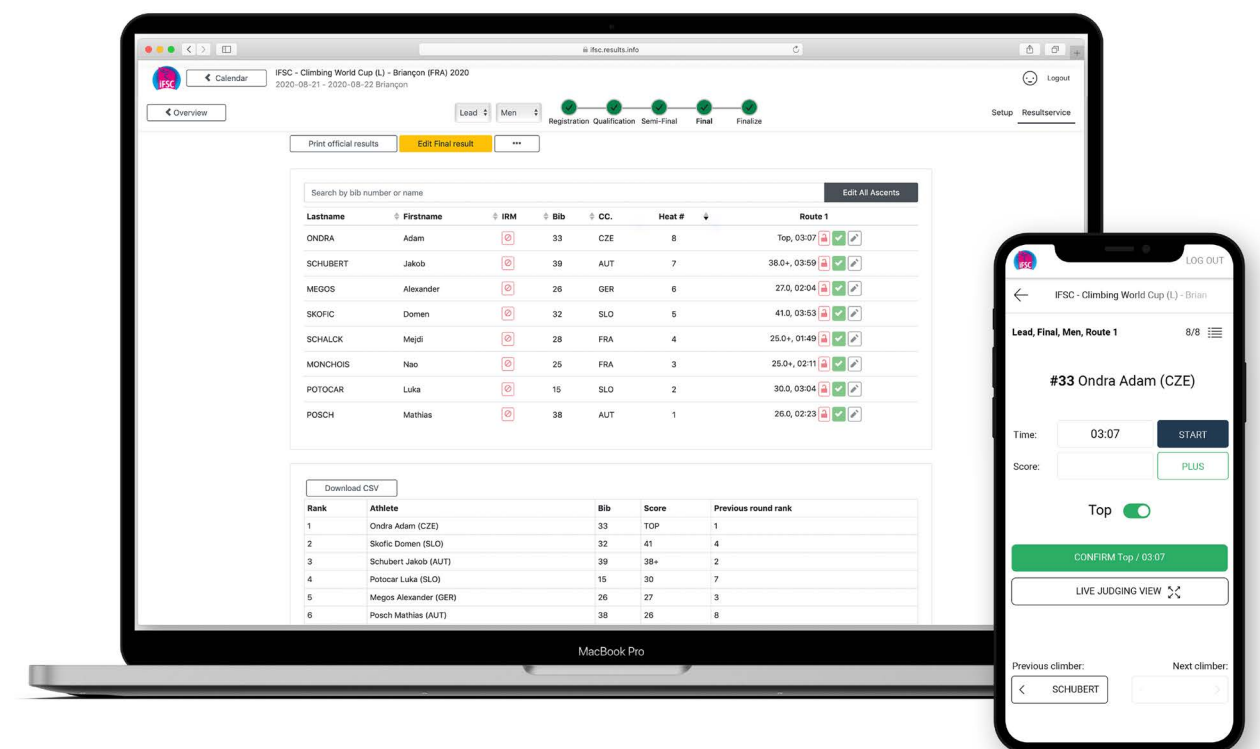 ifsc.results.info
IFSC
Calendar
IFSC - Climbing World Cup (L) - Briançon (FRA) 2020
2020-08-21 - 2020-08-22 Briançon
Logout
Overview
Lead Men
Registration Qualification Semi-Final Final Finalize
Setup Resultservice
Print official results Edit Final result •••
Search by bib number or name Edit All Ascents
Lastname Firstname IRM Bib CC. Heat # Route 1
ONDRA Adam 33 CZE 8 Top, 03:07
SCHUBERT Jakob 39 AUT 7 38.0+, 03:59
MEGOS Alexander 26 GER 6 27.0, 02:04
SKOFIC Domen 32 SLO 5 41.0, 03:53
SCHALCK Mejdi 28 FRA 4 25.0+, 01:49
MONCHOIS Nao 25 FRA 3 25.0+, 02:11
POTOCAR Luka 15 SLO 2 30.0, 03:04
POSCH Mathias 38 AUT 1 26.0, 02:23
Download CSV
Rank Athlete Bib Score Previous round rank
1 Ondra Adam (CZE) 33 TOP 1
2 Skofic Domen (SLO) 32 41 4
3 Schubert Jakob (AUT) 39 38+ 2
4 Potocar Luka (SLO) 15 30 7
5 Megos Alexander (GER) 26 27 3
6 Posch Mathias (AUT) 38 26 8
MacBook Pro
IFSC
LOG OUT
IFSC - Climbing World Cup (L) - Brian
Lead, Final, Men, Route 1 8/8
#33 Ondra Adam (CZE)
Time: 03:07 START
Score: PLUS
Top
CONFIRM Top / 03:07
LIVE JUDGING VIEW
Previous climber: Next climber:
SCHUBERT